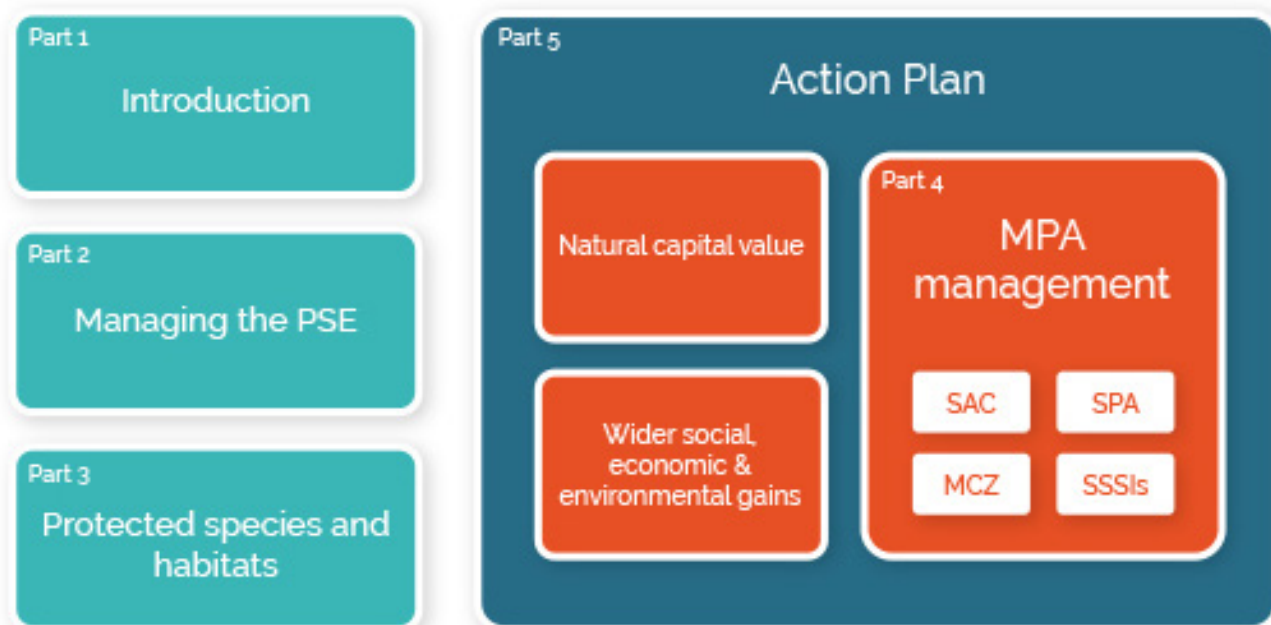 Part 1
Introduction
Part 2
Managing the PSE
Part 3
Protected species and
habitats
Part 5
Action Plan
Natural capital value
Wider social,
economic &
environmental gains
Part 4
MPA
management
SAC
SPA
MCZ
SSSIs